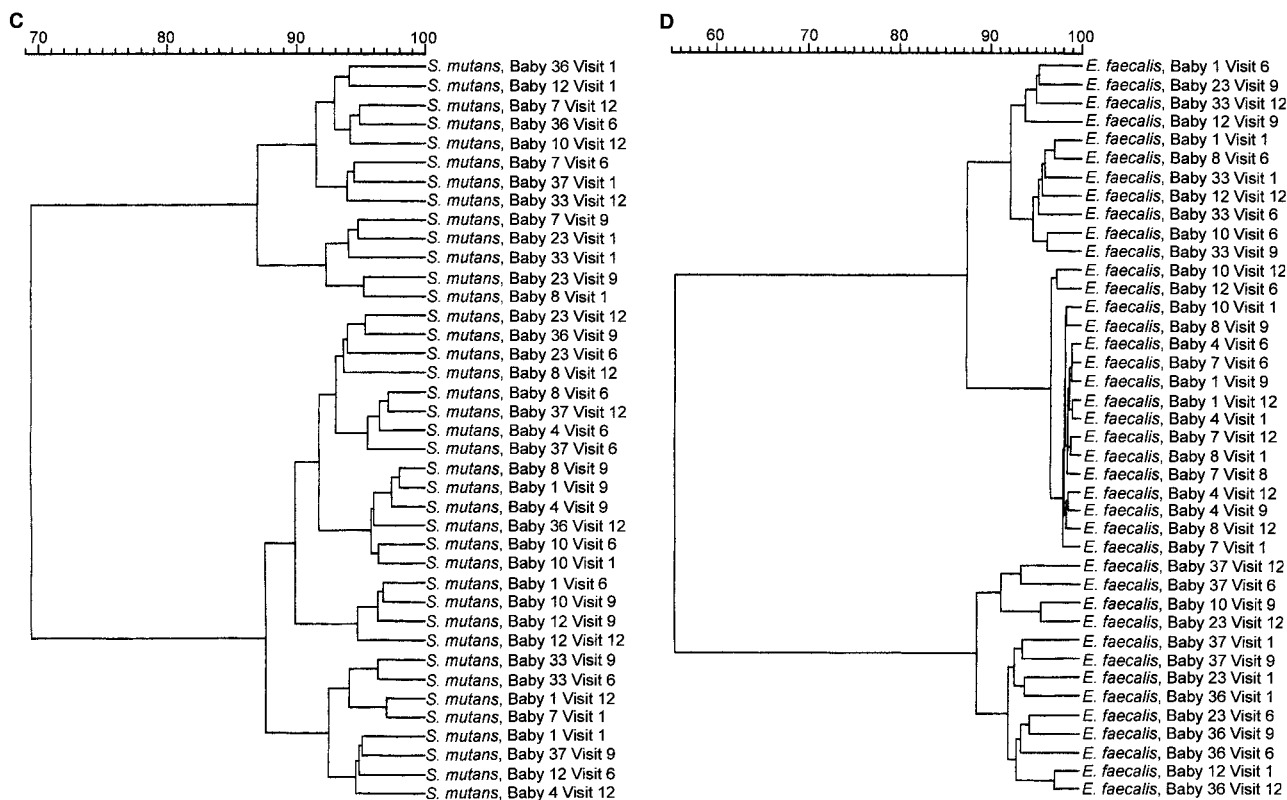 C
70 80 90 100
S. mutans, Baby 36 Visit 1
S. mutans, Baby 12 Visit 1
S. mutans, Baby 7 Visit 12
S. mutans, Baby 36 Visit 6
S. mutans, Baby 10 Visit 12
S. mutans, Baby 7 Visit 6
S. mutans, Baby 37 Visit 1
S. mutans, Baby 33 Visit 12
S. mutans, Baby 7 Visit 9
S. mutans, Baby 23 Visit 1
S. mutans, Baby 33 Visit 1
S. mutans, Baby 23 Visit 9
S. mutans, Baby 8 Visit 1
S. mutans, Baby 23 Visit 12
S. mutans, Baby 36 Visit 9
S. mutans, Baby 23 Visit 6
S. mutans, Baby 8 Visit 12
S. mutans, Baby 8 Visit 6
S. mutans, Baby 37 Visit 12
S. mutans, Baby 4 Visit 6
S. mutans, Baby 37 Visit 6
S. mutans, Baby 8 Visit 9
S. mutans, Baby 1 Visit 9
S. mutans, Baby 4 Visit 9
S. mutans, Baby 36 Visit 12
S. mutans, Baby 10 Visit 6
S. mutans, Baby 10 Visit 1
S. mutans, Baby 1 Visit 6
S. mutans, Baby 10 Visit 9
S. mutans, Baby 12 Visit 9
S. mutans, Baby 12 Visit 12
S. mutans, Baby 33 Visit 9
S. mutans, Baby 33 Visit 6
S. mutans, Baby 1 Visit 12
S. mutans, Baby 7 Visit 1
S. mutans, Baby 1 Visit 1
S. mutans, Baby 37 Visit 9
S. mutans, Baby 12 Visit 6
S. mutans, Baby 4 Visit 12
D
60 70 80 90 100
E. faecalis, Baby 1 Visit 6
E. faecalis, Baby 23 Visit 9
E. faecalis, Baby 33 Visit 12
E. faecalis, Baby 12 Visit 9
E. faecalis, Baby 1 Visit 1
E. faecalis, Baby 8 Visit 6
E. faecalis, Baby 33 Visit 1
E. faecalis, Baby 12 Visit 12
E. faecalis, Baby 33 Visit 6
E. faecalis, Baby 10 Visit 6
E. faecalis, Baby 33 Visit 9
E. faecalis, Baby 10 Visit 12
E. faecalis, Baby 12 Visit 6
E. faecalis, Baby 10 Visit 1
E. faecalis, Baby 8 Visit 9
E. faecalis, Baby 4 Visit 6
E. faecalis, Baby 7 Visit 6
E. faecalis, Baby 1 Visit 9
E. faecalis, Baby 1 Visit 12
E. faecalis, Baby 4 Visit 1
E. faecalis, Baby 7 Visit 12
E. faecalis, Baby 8 Visit 1
E. faecalis, Baby 7 Visit 8
E. faecalis, Baby 4 Visit 12
E. faecalis, Baby 4 Visit 9
E. faecalis, Baby 8 Visit 12
E. faecalis, Baby 7 Visit 1
E. faecalis, Baby 37 Visit 12
E. faecalis, Baby 37 Visit 6
E. faecalis, Baby 10 Visit 9
E. faecalis, Baby 23 Visit 12
E. faecalis, Baby 37 Visit 1
E. faecalis, Baby 37 Visit 9
E. faecalis, Baby 23 Visit 1
E. faecalis, Baby 36 Visit 1
E. faecalis, Baby 23 Visit 6
E. faecalis, Baby 36 Visit 9
E. faecalis, Baby 36 Visit 6
E. faecalis, Baby 12 Visit 1
E. faecalis, Baby 36 Visit 12